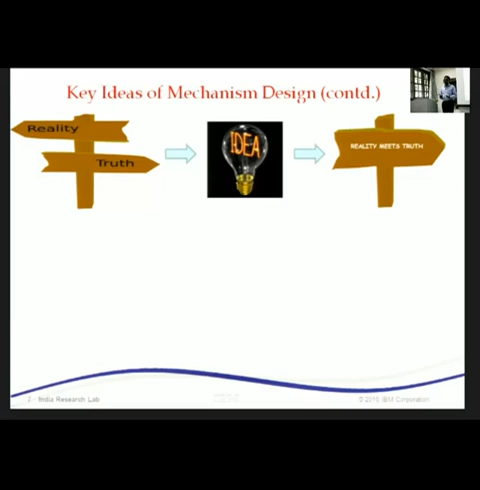 Key Ideas of Mechanism Design (contd.)
Reality
Truth
IDEA
REALITY MEETS TRUTH
India Research Lab
© 2010 IBM Corporation